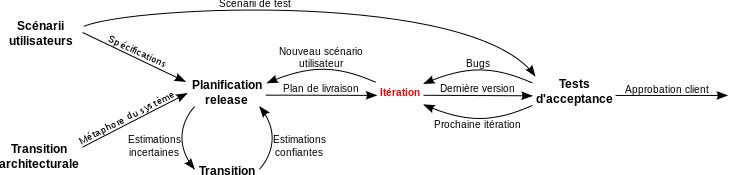 Scénarii de test
Scénarii
utilisateurs
Spécifications
Nouveau scénario
utilisateur
Bugs
Planification
release
Plan de livraison
Itération
Dernière version
Tests
d'acceptance
Approbation client
Métaphore du système
Prochaine itération
Transition
architecturale
Estimations
incertaines
Estimations
confiantes
Transition